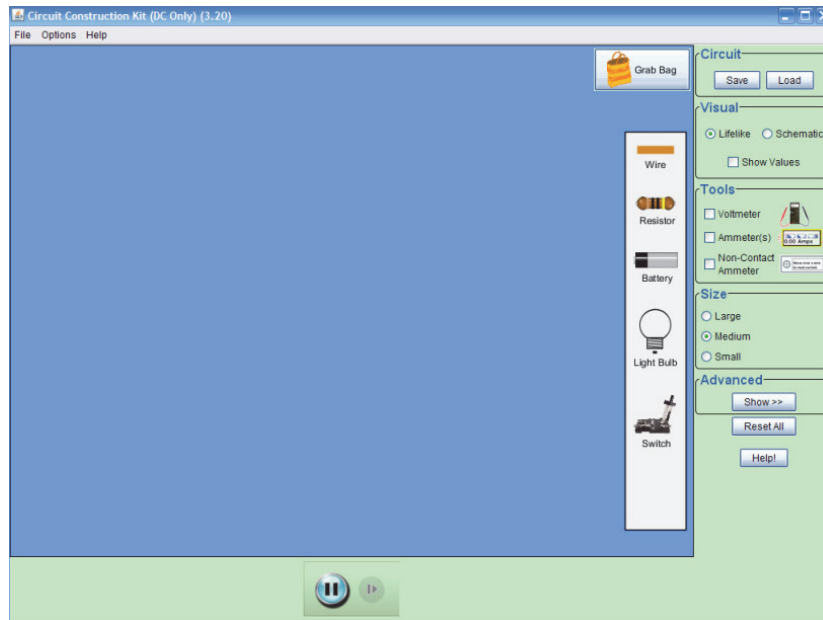 Circuit Construction Kit (DC Only) (3.20)
File Options Help
Grab Bag
Wire
Resistor
Battery
Light Bulb
Switch
Circuit
Save Load
Visual
Lifelike Schematic
Show Values
Tools
Voltmeter
Ammeter(s)
0.00 Amps
Non-Contact
Ammeter
Size
Large
Medium
Small
Advanced
Show >>
Reset All
Help!